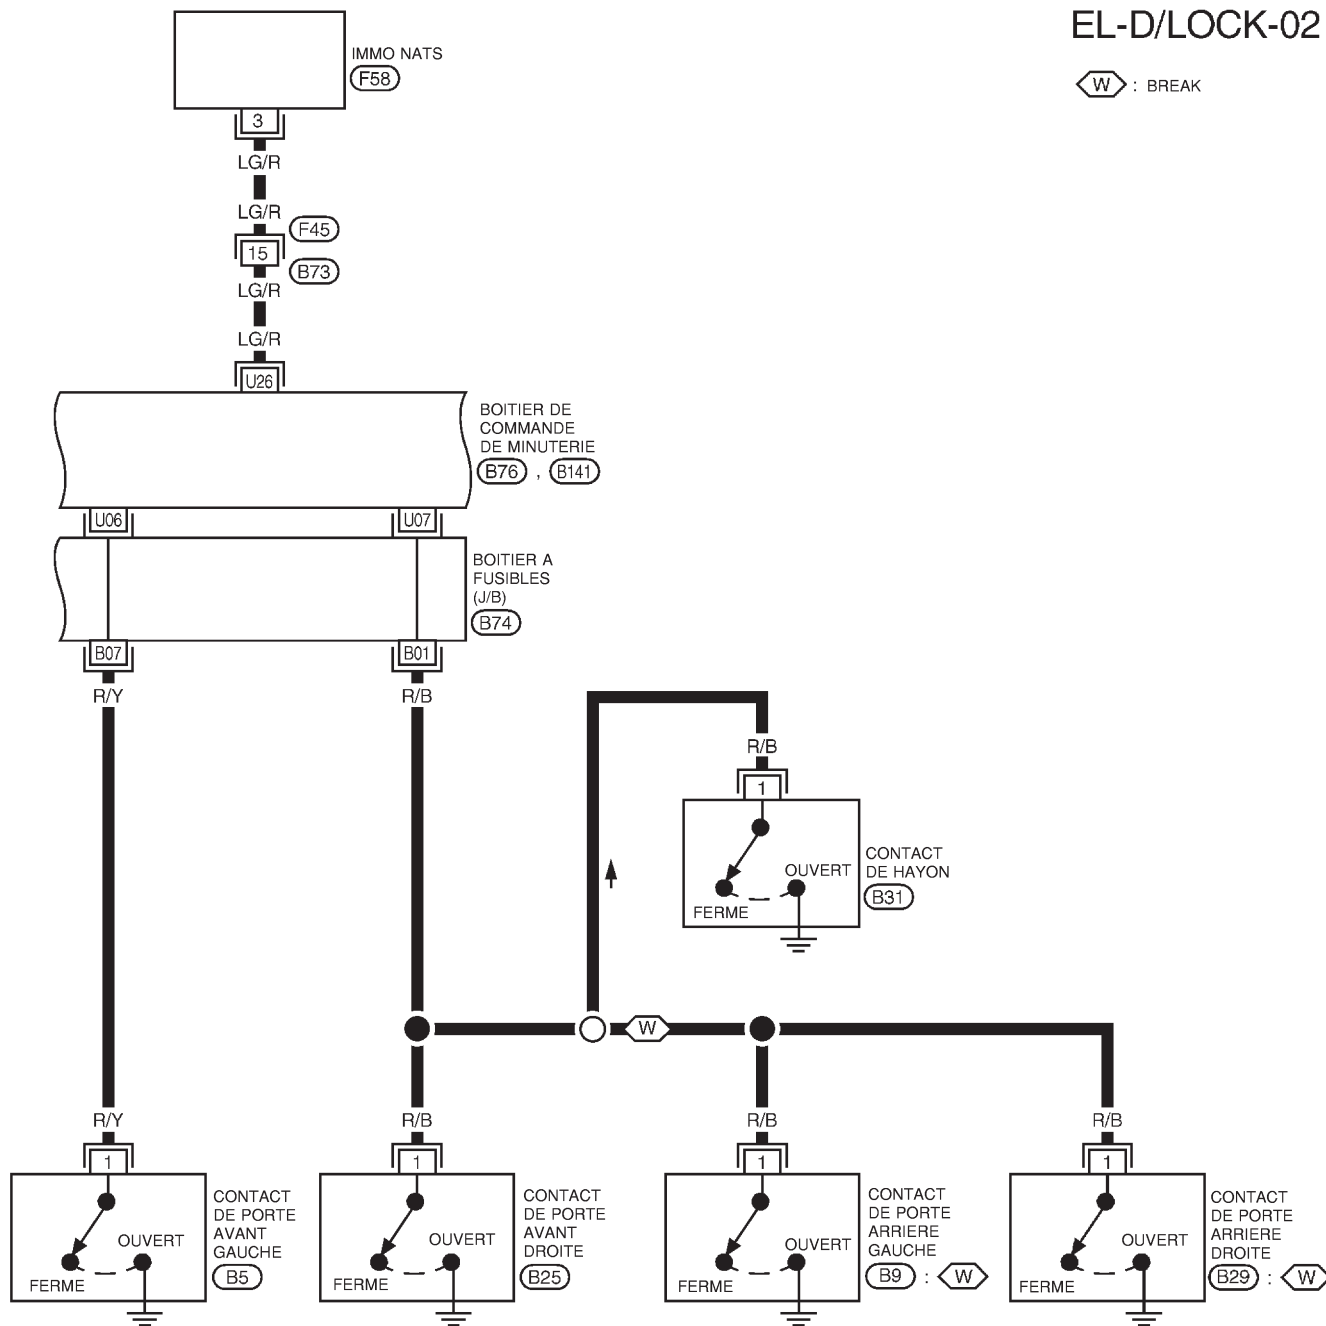 EL-D/LOCK-02
W : BREAK
IMMO NATS
F58
3
LG/R
LG/R
F45
15
B73
LG/R
LG/R
U26
BOITIER DE
COMMANDE
DE MINUTERIE
B76 , B141
U06
U07
BOITIER A
FUSIBLES
(J/B)
B74
B07
B01
R/Y
R/B
R/B
1
CONTACT
DE HAYON
B31
OUVERT
FERME
W
R/Y
R/B
R/B
R/B
1
1
1
1
CONTACT
DE PORTE
AVANT
GAUCHE
B5
OUVERT
FERME
CONTACT
DE PORTE
AVANT
DROITE
B25
OUVERT
FERME
CONTACT
DE PORTE
ARRIERE
GAUCHE
B9 : W
OUVERT
FERME
CONTACT
DE PORTE
ARRIERE
DROITE
B29 : W
OUVERT
FERME